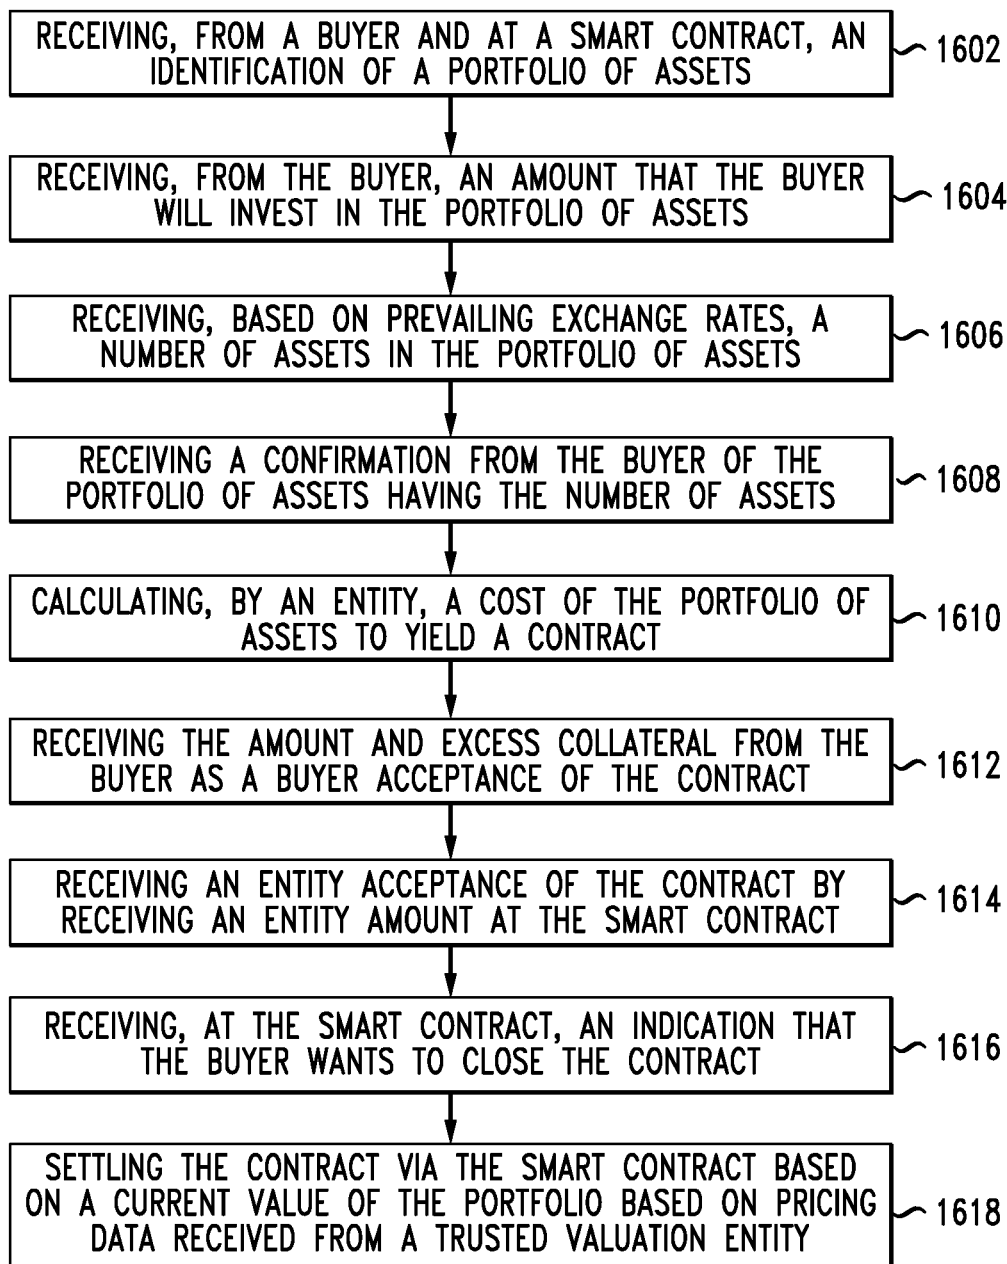 RECEIVING, FROM A BUYER AND AT A SMART CONTRACT, AN
IDENTIFICATION OF A PORTFOLIO OF ASSETS
1602
RECEIVING, FROM THE BUYER, AN AMOUNT THAT THE BUYER
WILL INVEST IN THE PORTFOLIO OF ASSETS
1604
RECEIVING, BASED ON PREVAILING EXCHANGE RATES, A
NUMBER OF ASSETS IN THE PORTFOLIO OF ASSETS
1606
RECEIVING A CONFIRMATION FROM THE BUYER OF THE
PORTFOLIO OF ASSETS HAVING THE NUMBER OF ASSETS
1608
CALCULATING, BY AN ENTITY, A COST OF THE PORTFOLIO OF
ASSETS TO YIELD A CONTRACT
1610
RECEIVING THE AMOUNT AND EXCESS COLLATERAL FROM THE
BUYER AS A BUYER ACCEPTANCE OF THE CONTRACT
1612
RECEIVING AN ENTITY ACCEPTANCE OF THE CONTRACT BY
RECEIVING AN ENTITY AMOUNT AT THE SMART CONTRACT
1614
RECEIVING, AT THE SMART CONTRACT, AN INDICATION THAT
THE BUYER WANTS TO CLOSE THE CONTRACT
1616
SETTLING THE CONTRACT VIA THE SMART CONTRACT BASED
ON A CURRENT VALUE OF THE PORTFOLIO BASED ON PRICING
DATA RECEIVED FROM A TRUSTED VALUATION ENTITY
1618